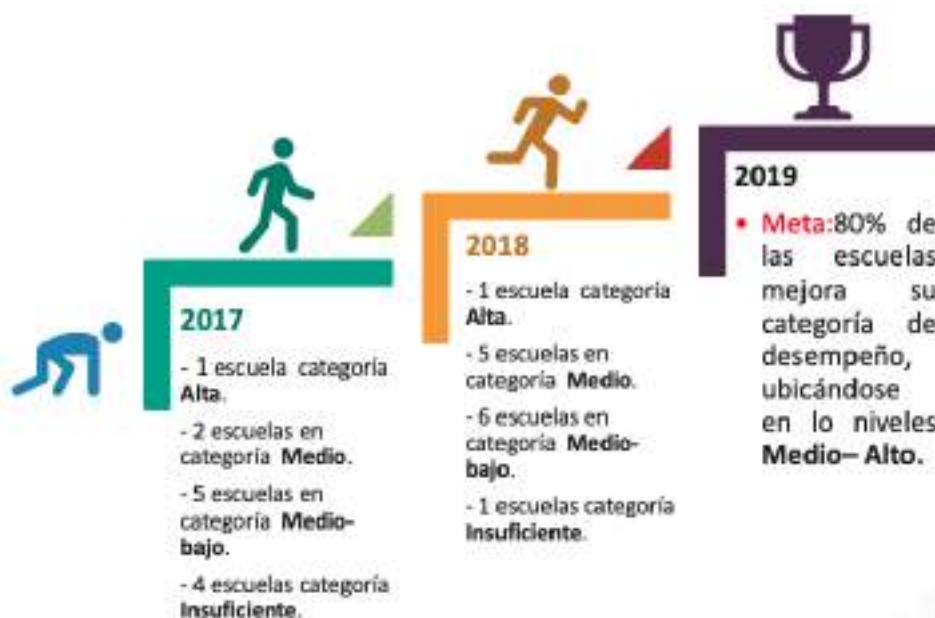 2017
- 1 escuela categoría
Alta.
- 2 escuelas en
categoría Medio.
- 5 escuelas en
categoría Medio-
bajo.
- 4 escuelas categoría
Insuficiente.
2018
- 1 escuela categoría
Alta.
- 5 escuelas en
categoría Medio.
- 6 escuelas en
categoría Medio-
bajo.
- 1 escuelas categoría
Insuficiente.
2019
• Meta:80% de
las escuelas
mejora su
categoría de
desempeño,
ubicándose
en lo niveles
Medio– Alto.